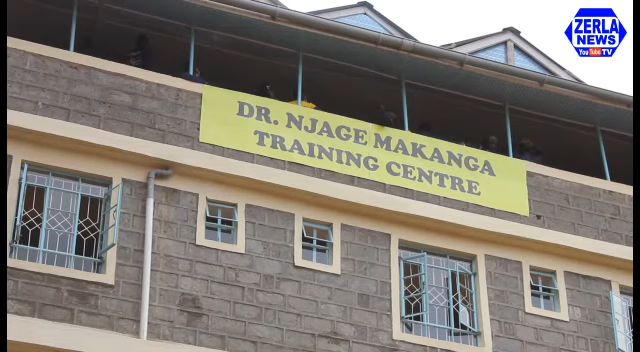 ZERLA
NEWS
YouTube TV
DR. NJAGE MAKANGA
TRAINING CENTRE